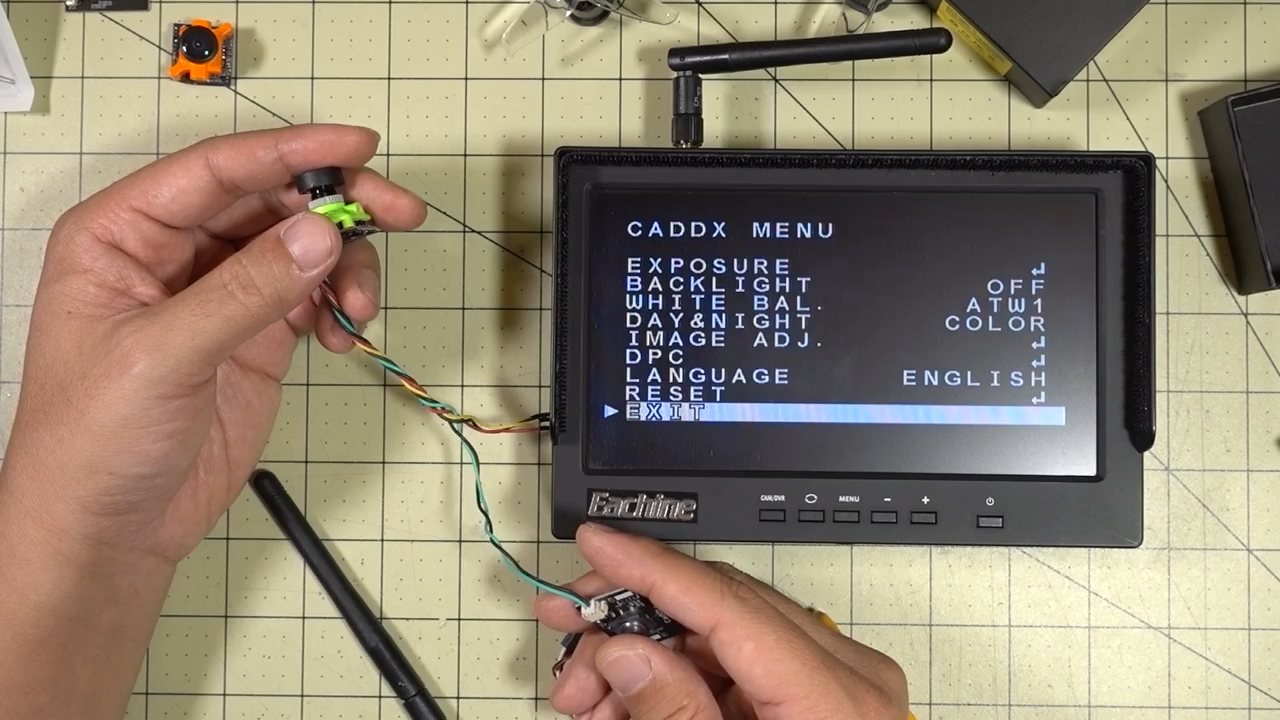 CADDX MENU
EXPOSURE ↵
BACKLIGHT OFF
WHITE BAL. ATW1
DAY&NIGHT COLOR
IMAGE ADJ. ↵
DPC ↵
LANGUAGE ENGLISH
RESET ↵
EXIT
Eachine
CAM/DVR MENU - +